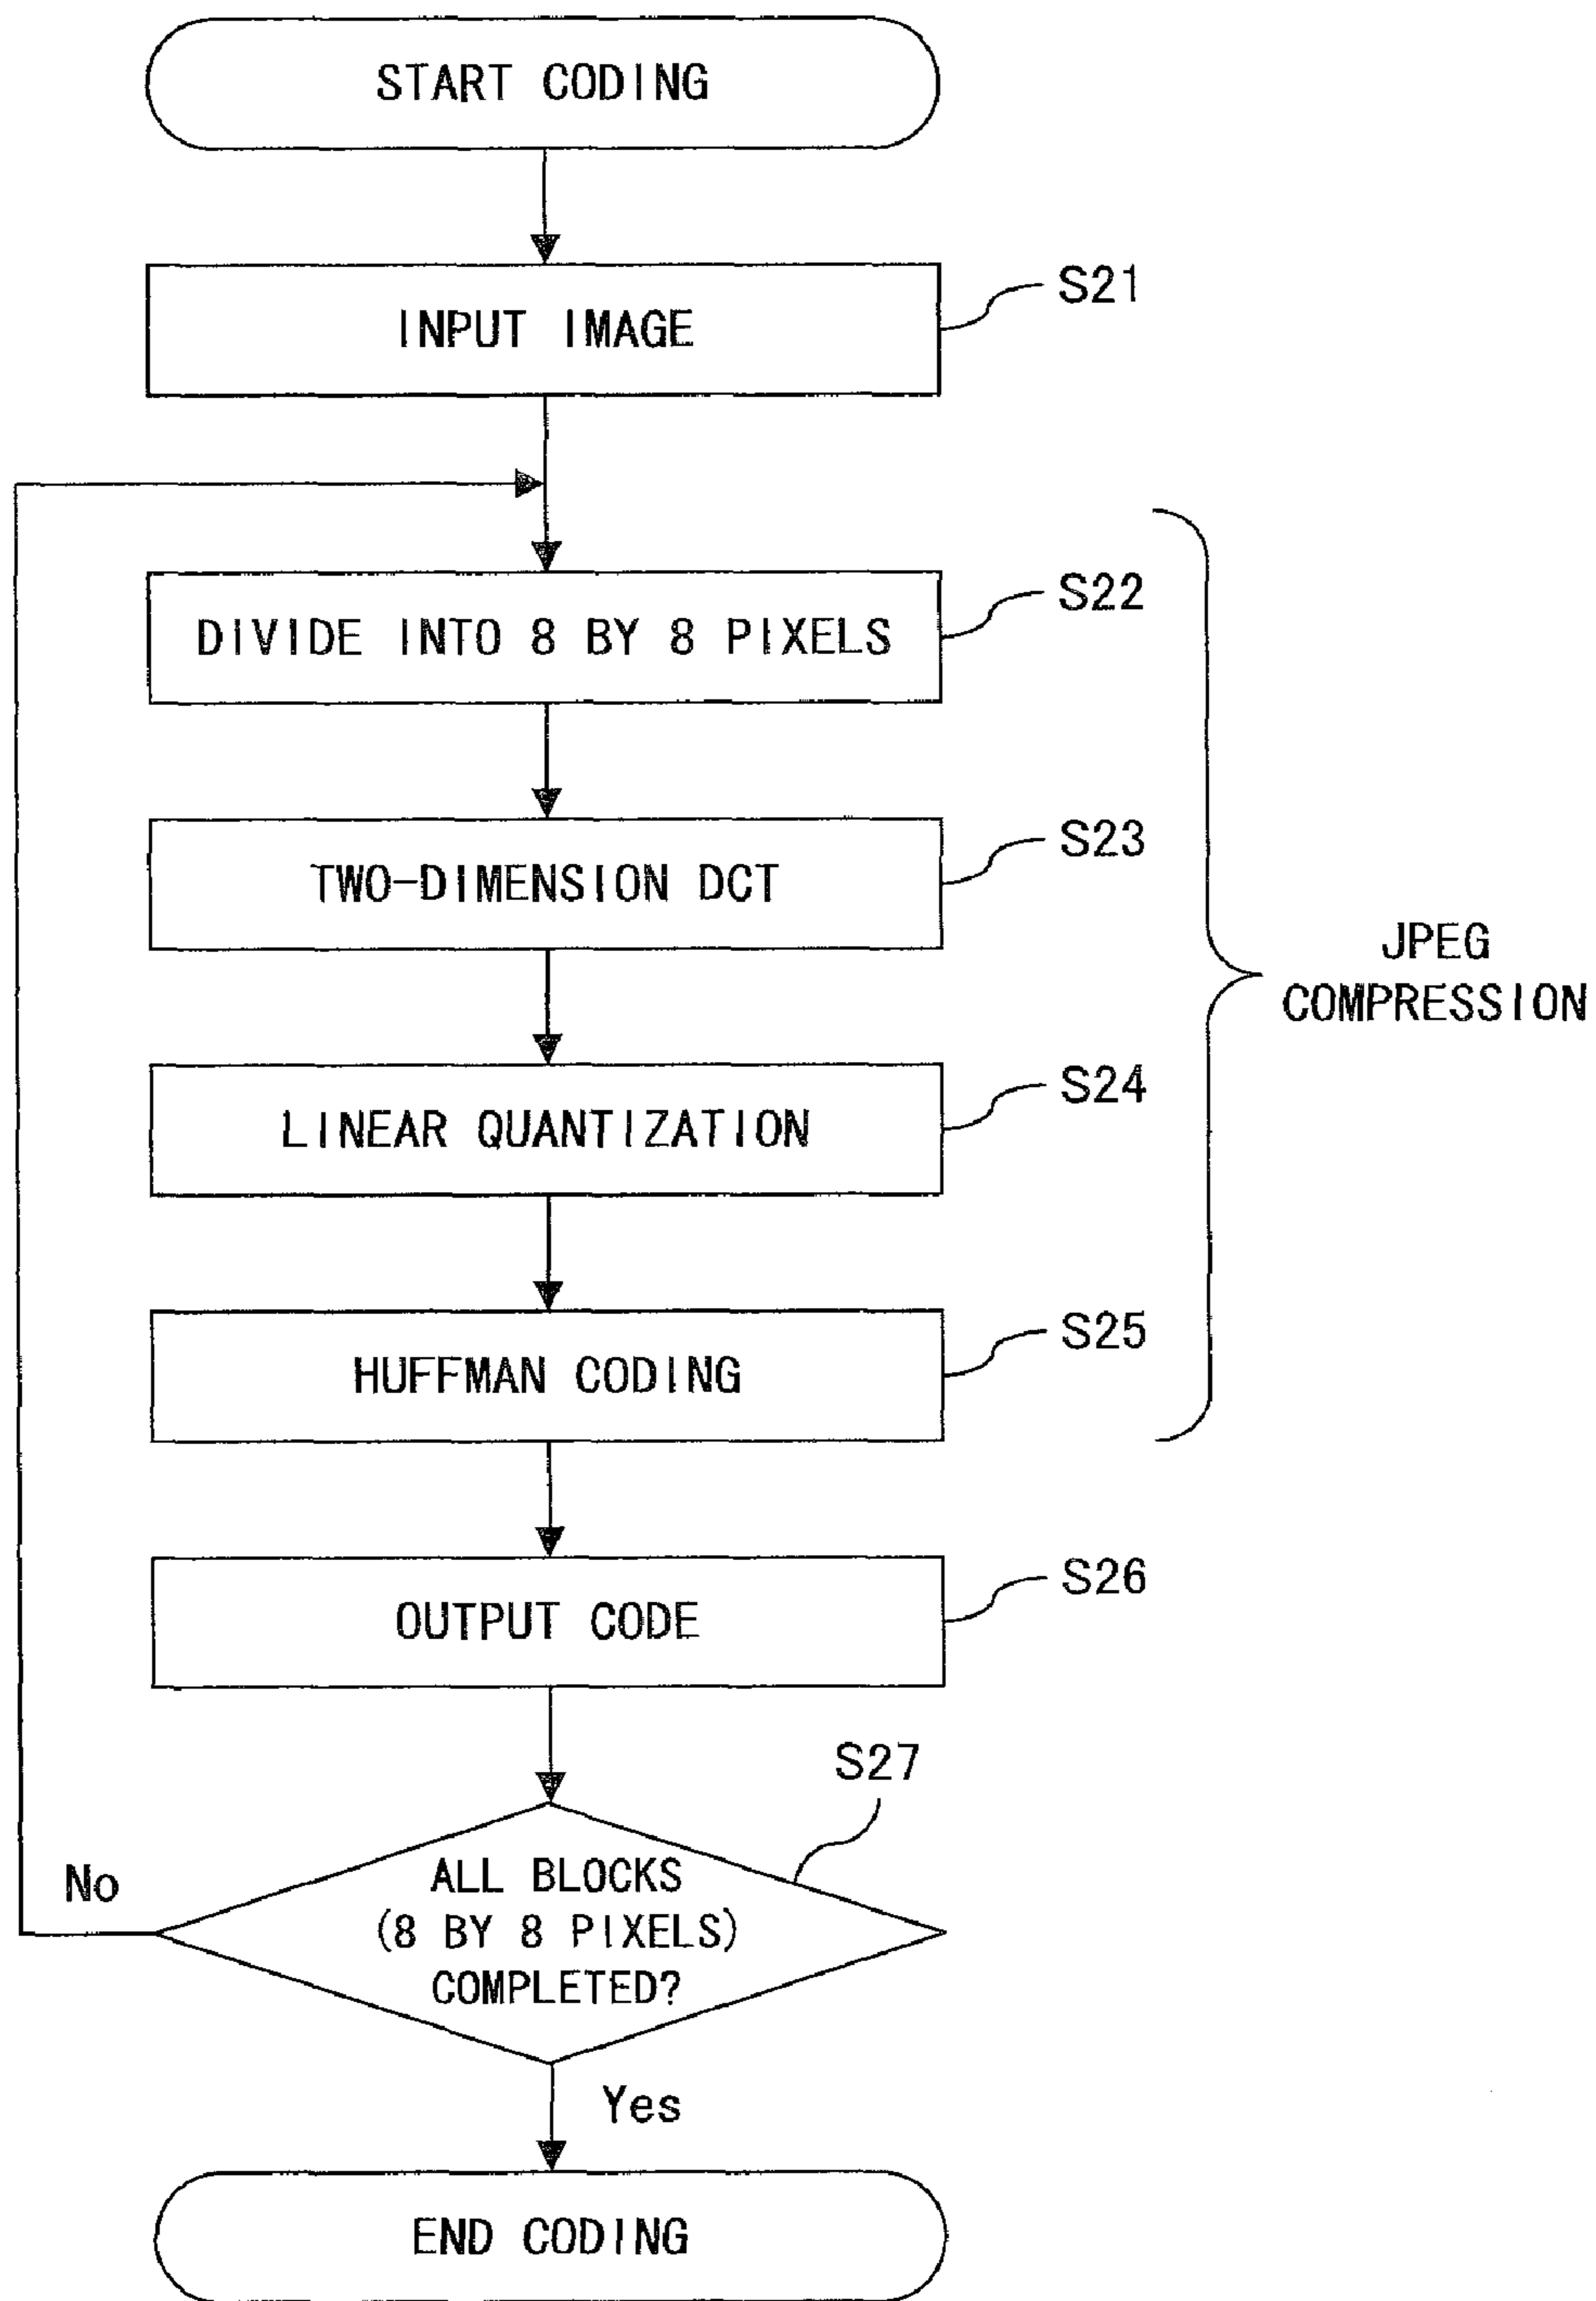 START CODING
INPUT IMAGE
S21
DIVIDE INTO 8 BY 8 PIXELS
S22
TWO-DIMENSION DCT
S23
JPEG
COMPRESSION
LINEAR QUANTIZATION
S24
HUFFMAN CODING
S25
OUTPUT CODE
S26
S27
ALL BLOCKS
(8 BY 8 PIXELS)
COMPLETED?
No
Yes
END CODING